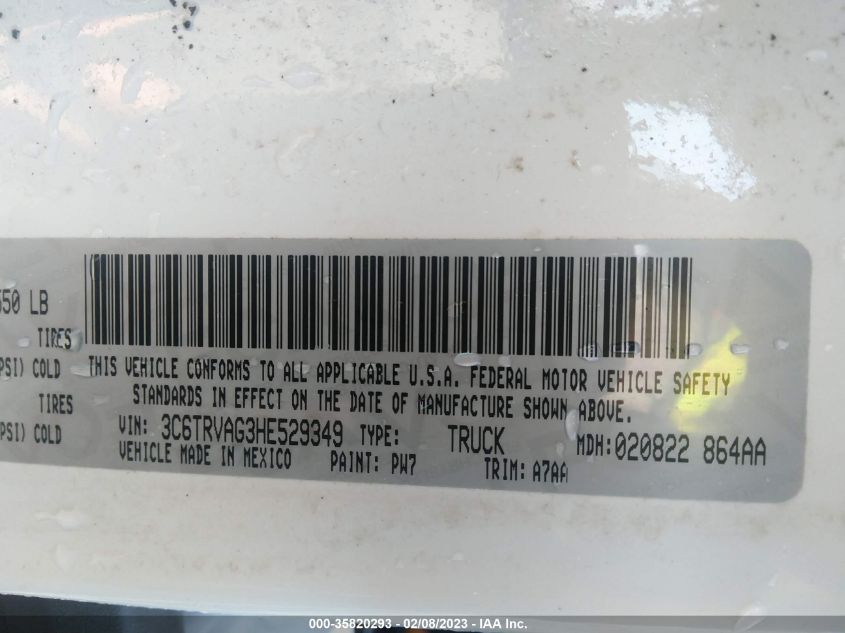 550 LB
TIRES
PSI) COLD
TIRES
PSI) COLD
THIS VEHICLE CONFORMS TO ALL APPLICABLE U.S.A. FEDERAL MOTOR VEHICLE SAFETY
STANDARDS IN EFFECT ON THE DATE OF MANUFACTURE SHOWN ABOVE.
VIN: 3C6TRVAG3HE529349 TYPE: TRUCK MDH:020822 864AA
VEHICLE MADE IN MEXICO PAINT: PW7 TRIM: A7AA
000-35820293 - 02/08/2023 - IAA Inc.